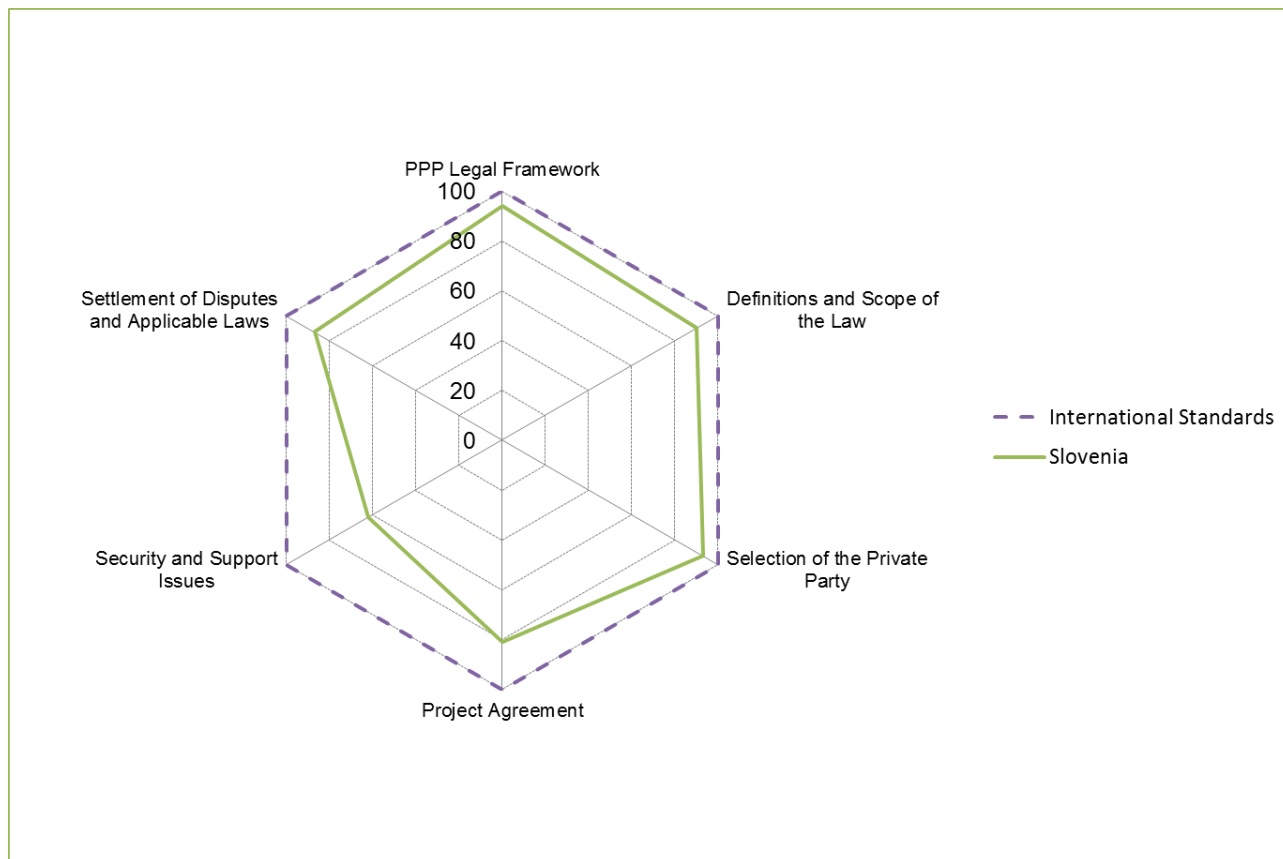 PPP Legal Framework
100
80
60
40
20
0
Definitions and Scope of
the Law
Selection of the Private
Party
Project Agreement
Security and Support
Issues
Settlement of Disputes
and Applicable Laws
International Standards
Slovenia